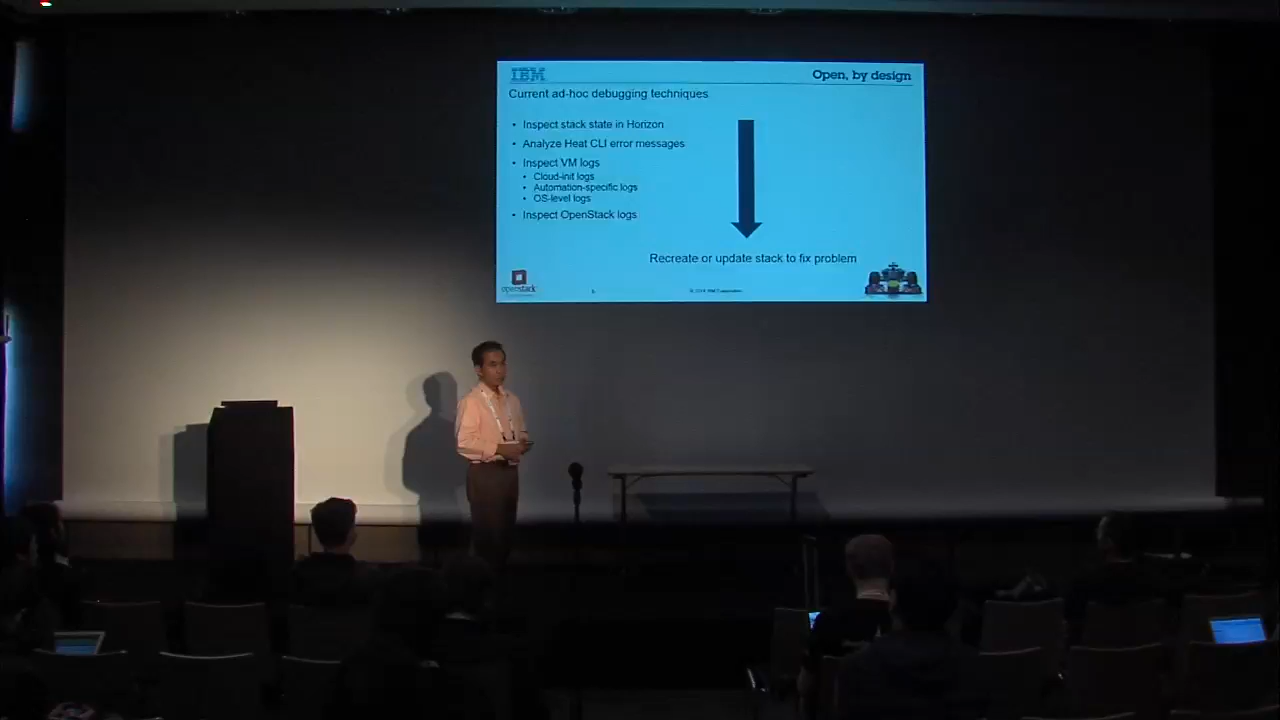 IBM
Open, by design
Current ad-hoc debugging techniques
• Inspect stack state in Horizon
• Analyze Heat CLI error messages
• Inspect VM logs
• Cloud-init logs
• Automation-specific logs
• OS-level logs
• Inspect OpenStack logs
Recreate or update stack to fix problem
openstack